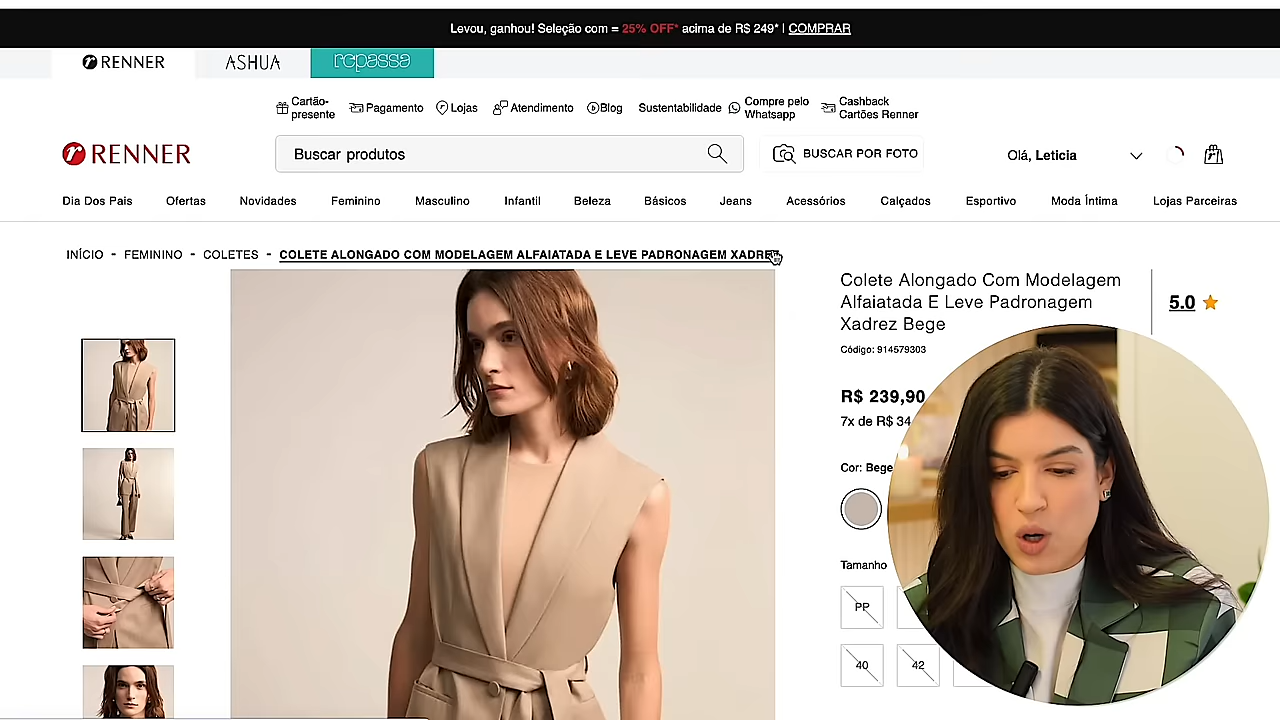 Levou, ganhou! Seleção com = 25% OFF* acima de R$ 249* | COMPRAR
RENNER
ASHUA
repassa
Cartão-presente
Pagamento
Lojas
Atendimento
Blog
Sustentabilidade
Compre pelo Whatsapp
Cashback Cartões Renner
RENNER
Buscar produtos
BUSCAR POR FOTO
Olá, Leticia
Dia Dos Pais
Ofertas
Novidades
Feminino
Masculino
Infantil
Beleza
Básicos
Jeans
Acessórios
Calçados
Esportivo
Moda Íntima
Lojas Parceiras
INÍCIO - FEMININO - COLETES - COLETE ALONGADO COM MODELAGEM ALFAIATADA E LEVE PADRONAGEM
Colete Alongado Com Modelagem
Alfaiatada E Leve Padronagem
Xadrez Bege
5.0
Código: 914579303
R$ 239,90
7x de R$ 34
Cor: Bege
Tamanho
PP
40
42